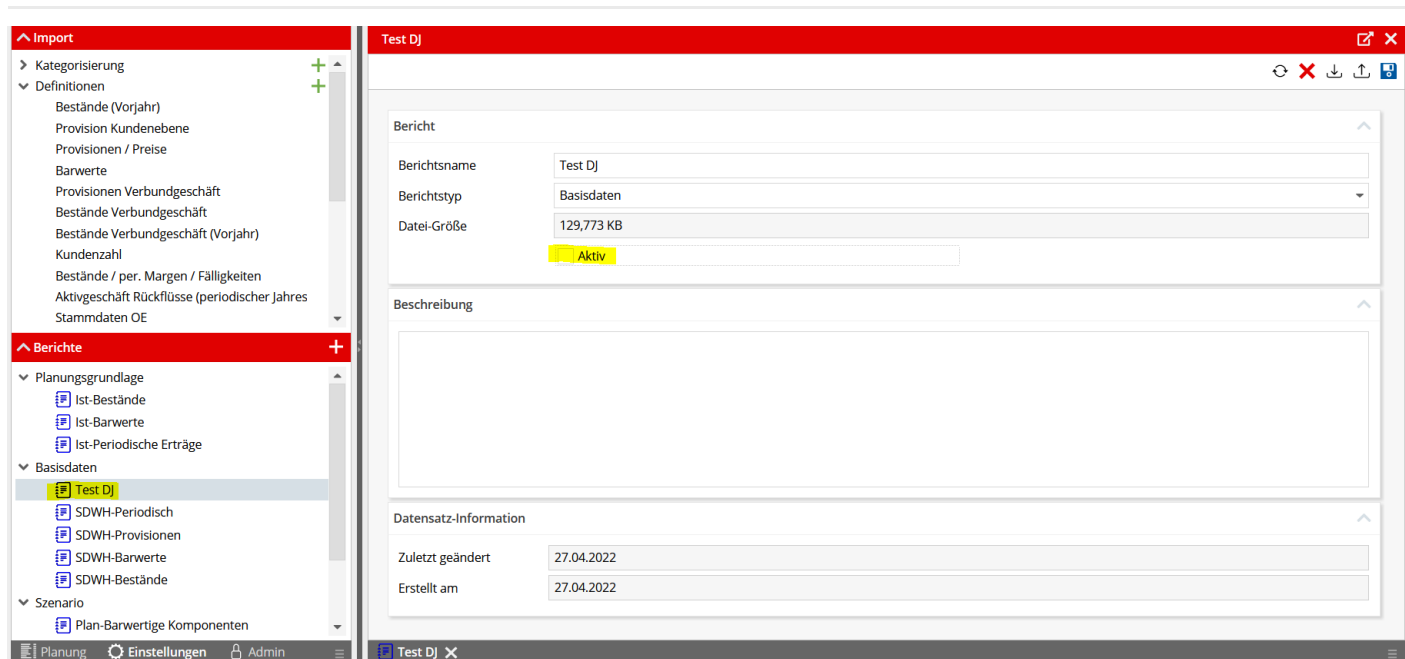 Import
Kategorisierung
Definitionen
Bestände (Vorjahr)
Provision Kundenebene
Provisionen / Preise
Barwerte
Provisionen Verbundgeschäft
Bestände Verbundgeschäft
Bestände Verbundgeschäft (Vorjahr)
Kundenzahl
Bestände / per. Margen / Fälligkeiten
Aktivgeschäft Rückflüsse (periodischer Jahres
Stammdaten OE
Berichte
Planungsgrundlage
Ist-Bestände
Ist-Barwerte
Ist-Periodische Erträge
Basisdaten
Test DJ
SDWH-Periodisch
SDWH-Provisionen
SDWH-Barwerte
SDWH-Bestände
Szenario
Plan-Barwertige Komponenten
Planung Einstellungen Admin
Test DJ
Bericht
Berichtsname Test DJ
Berichtstyp Basisdaten
Datei-Größe 129,773 KB
Aktiv
Beschreibung
Datensatz-Information
Zuletzt geändert 27.04.2022
Erstellt am 27.04.2022
Test DJ